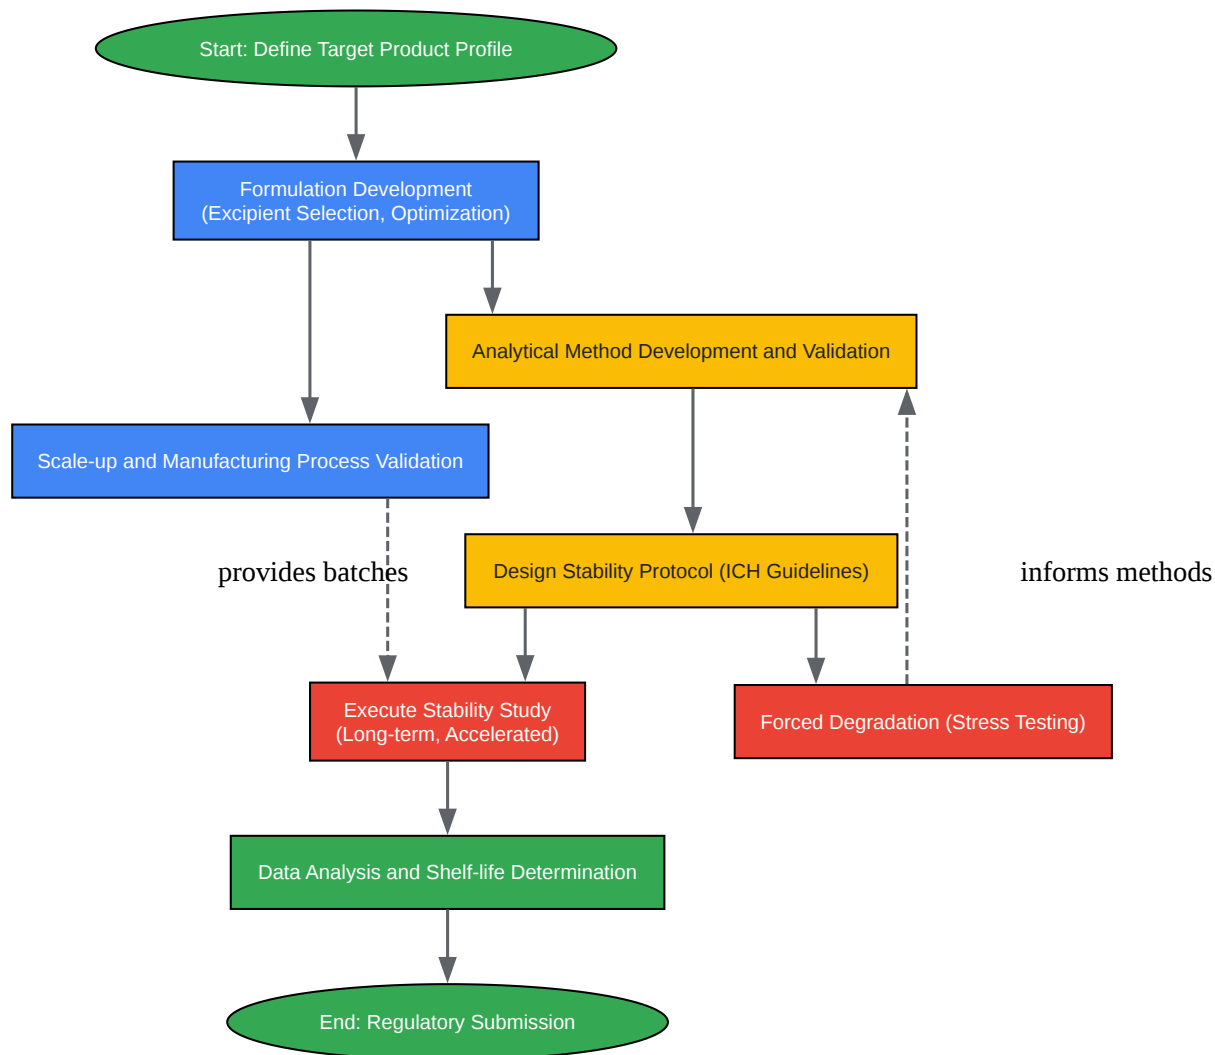 Start: Define Target Product Profile
Formulation Development
(Excipient Selection, Optimization)
Analytical Method Development and Validation
Scale-up and Manufacturing Process Validation
provides batches
Design Stability Protocol (ICH Guidelines)
informs methods
Execute Stability Study
(Long-term, Accelerated)
Forced Degradation (Stress Testing)
Data Analysis and Shelf-life Determination
End: Regulatory Submission